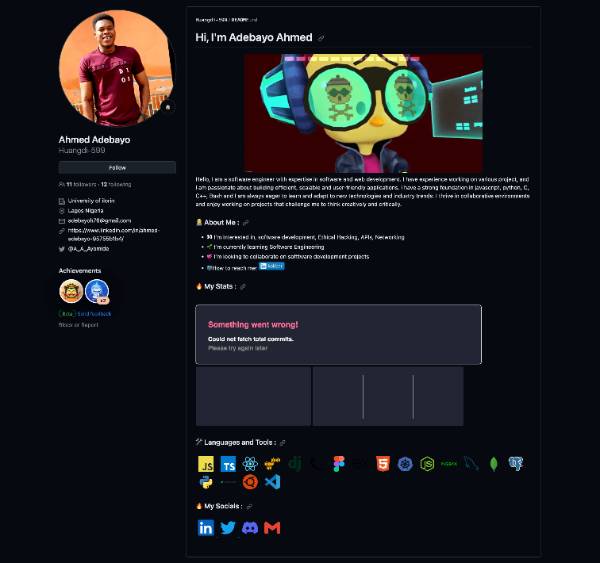 Ahmed Adebayo
Huangdi-599
Follow
11 followers · 12 following
University of Ilorin
Lagos Nigeria
https://www.linkedin.com/in/ahmed-
Achievements
x2
Beta Send feedback
Block or Report
Huangdi-599 / README.md
Hi, I'm Adebayo Ahmed
Hello, I am a software engineer with expertise in software and web development. I have experience working on various project, and
I am passionate about building efficient, scalable and user-friendly applications. I have a strong foundation in javascript, python, C,
C++, Bash and I am always eager to learn and adapt to new technologies and industry trends. I thrive in collaborative environments
and enjoy working on projects that challenge me to think creatively and critically.
About Me :
I'm interested in, software development, Ethical Hacking, APIs, Networking
I'm currently learning Software Engineering
I'm looking to collaborate on software development projects
How to reach me:
My Stats :
Something went wrong!
Could not fetch total commits.
Please try again later
Languages and Tools :
JS TS
My Socials :
in